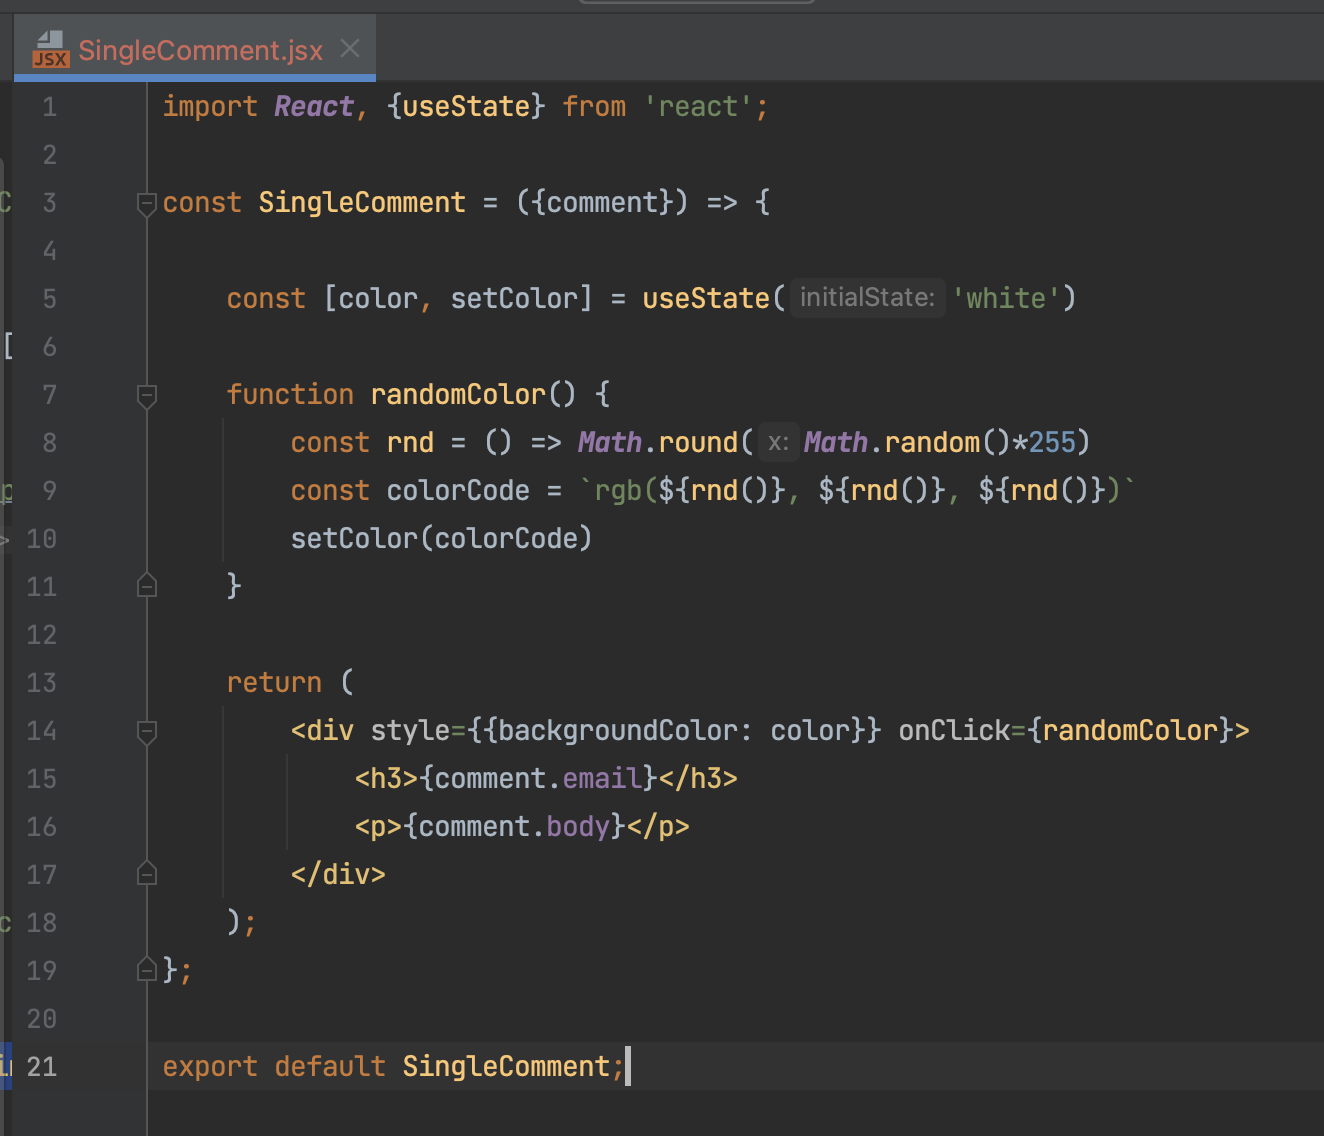 JSX SingleComment.jsx
1 import React, {useState} from 'react';
2
3 const SingleComment = ({comment}) => {
4
5     const [color, setColor] = useState( initialState: 'white')
6
7     function randomColor() {
8         const rnd = () => Math.round( x: Math.random()*255)
9         const colorCode = `rgb(${rnd()}, ${rnd()}, ${rnd()})`
10         setColor(colorCode)
11     }
12
13     return (
14         <div style={{backgroundColor: color}} onClick={randomColor}>
15             <h3>{comment.email}</h3>
16             <p>{comment.body}</p>
17         </div>
18     );
19 };
20
21 export default SingleComment;